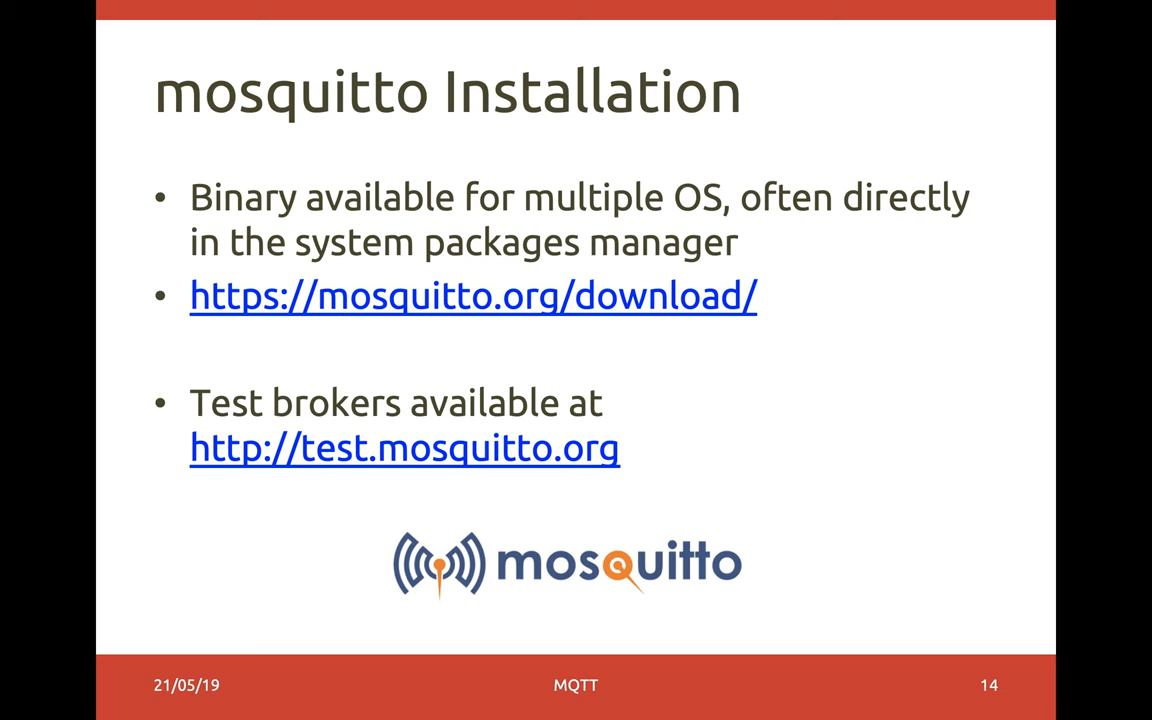 mosquitto Installation
• Binary available for multiple OS, often directly
in the system packages manager
• https://mosquitto.org/download/
• Test brokers available at
http://test.mosquitto.org
mosquitto
21/05/19 MQTT 14